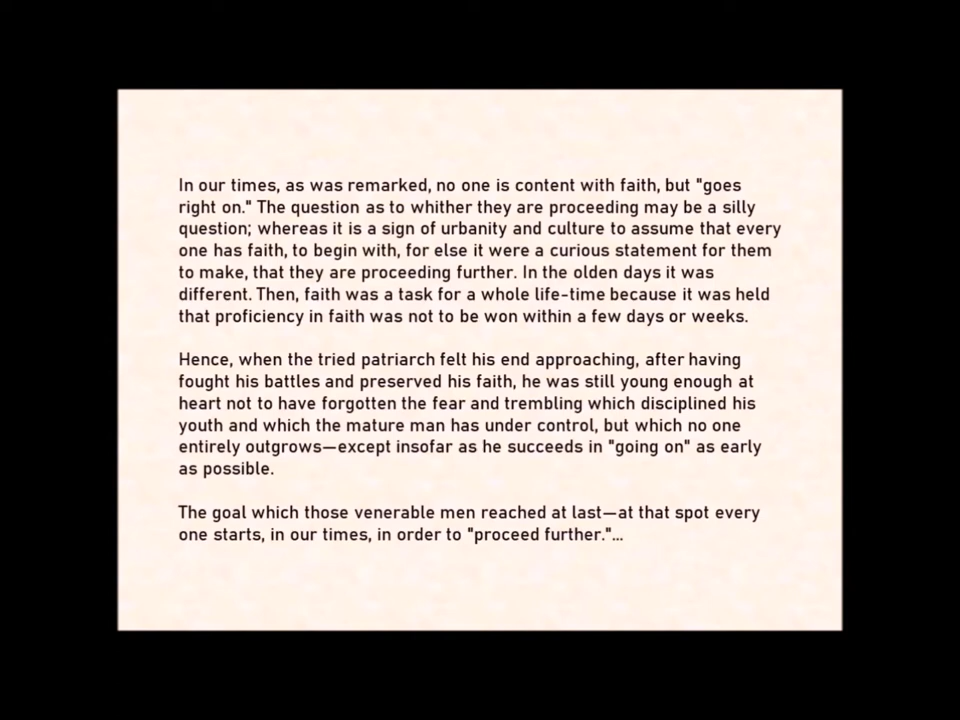 In our times, as was remarked, no one is content with faith, but "goes
right on." The question as to whither they are proceeding may be a silly
question; whereas it is a sign of urbanity and culture to assume that every
one has faith, to begin with, for else it were a curious statement for them
to make, that they are proceeding further. In the olden days it was
different. Then, faith was a task for a whole life-time because it was held
that proficiency in faith was not to be won within a few days or weeks.
Hence, when the tried patriarch felt his end approaching, after having
fought his battles and preserved his faith, he was still young enough at
heart not to have forgotten the fear and trembling which disciplined his
youth and which the mature man has under control, but which no one
entirely outgrows—except insofar as he succeeds in "going on" as early
as possible.
The goal which those venerable men reached at last—at that spot every
one starts, in our times, in order to "proceed further."...